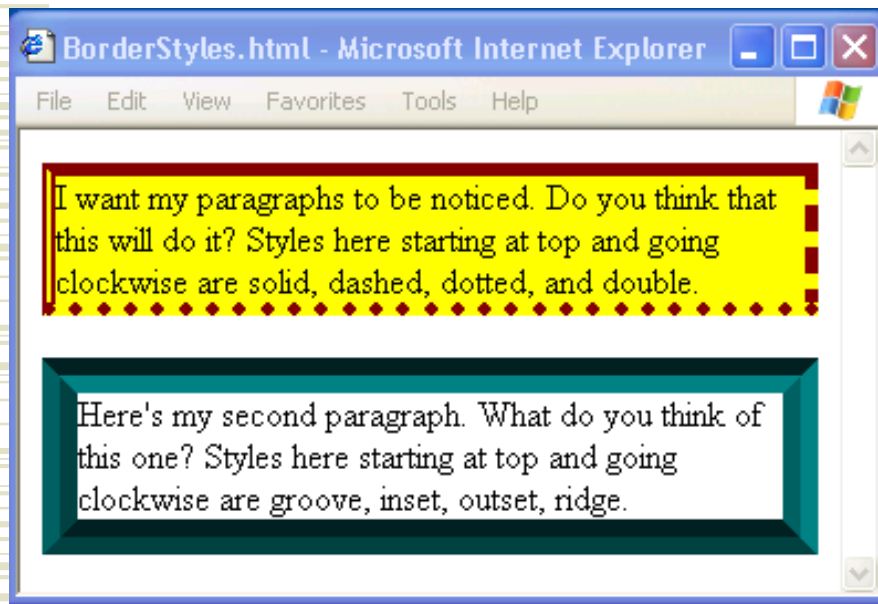 BorderStyles.html - Microsoft Internet Explorer
File Edit View Favorites Tools Help
I want my paragraphs to be noticed. Do you think that
this will do it? Styles here starting at top and going
clockwise are solid, dashed, dotted, and double.
Here's my second paragraph. What do you think of
this one? Styles here starting at top and going
clockwise are groove, inset, outset, ridge.